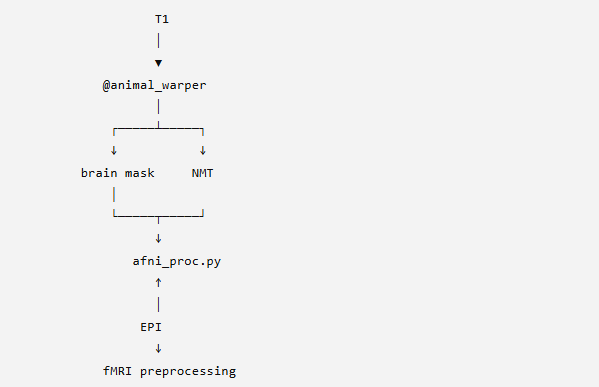 T1
@animal_warper
brain mask NMT
afni_proc.py
EPI
fMRI preprocessing